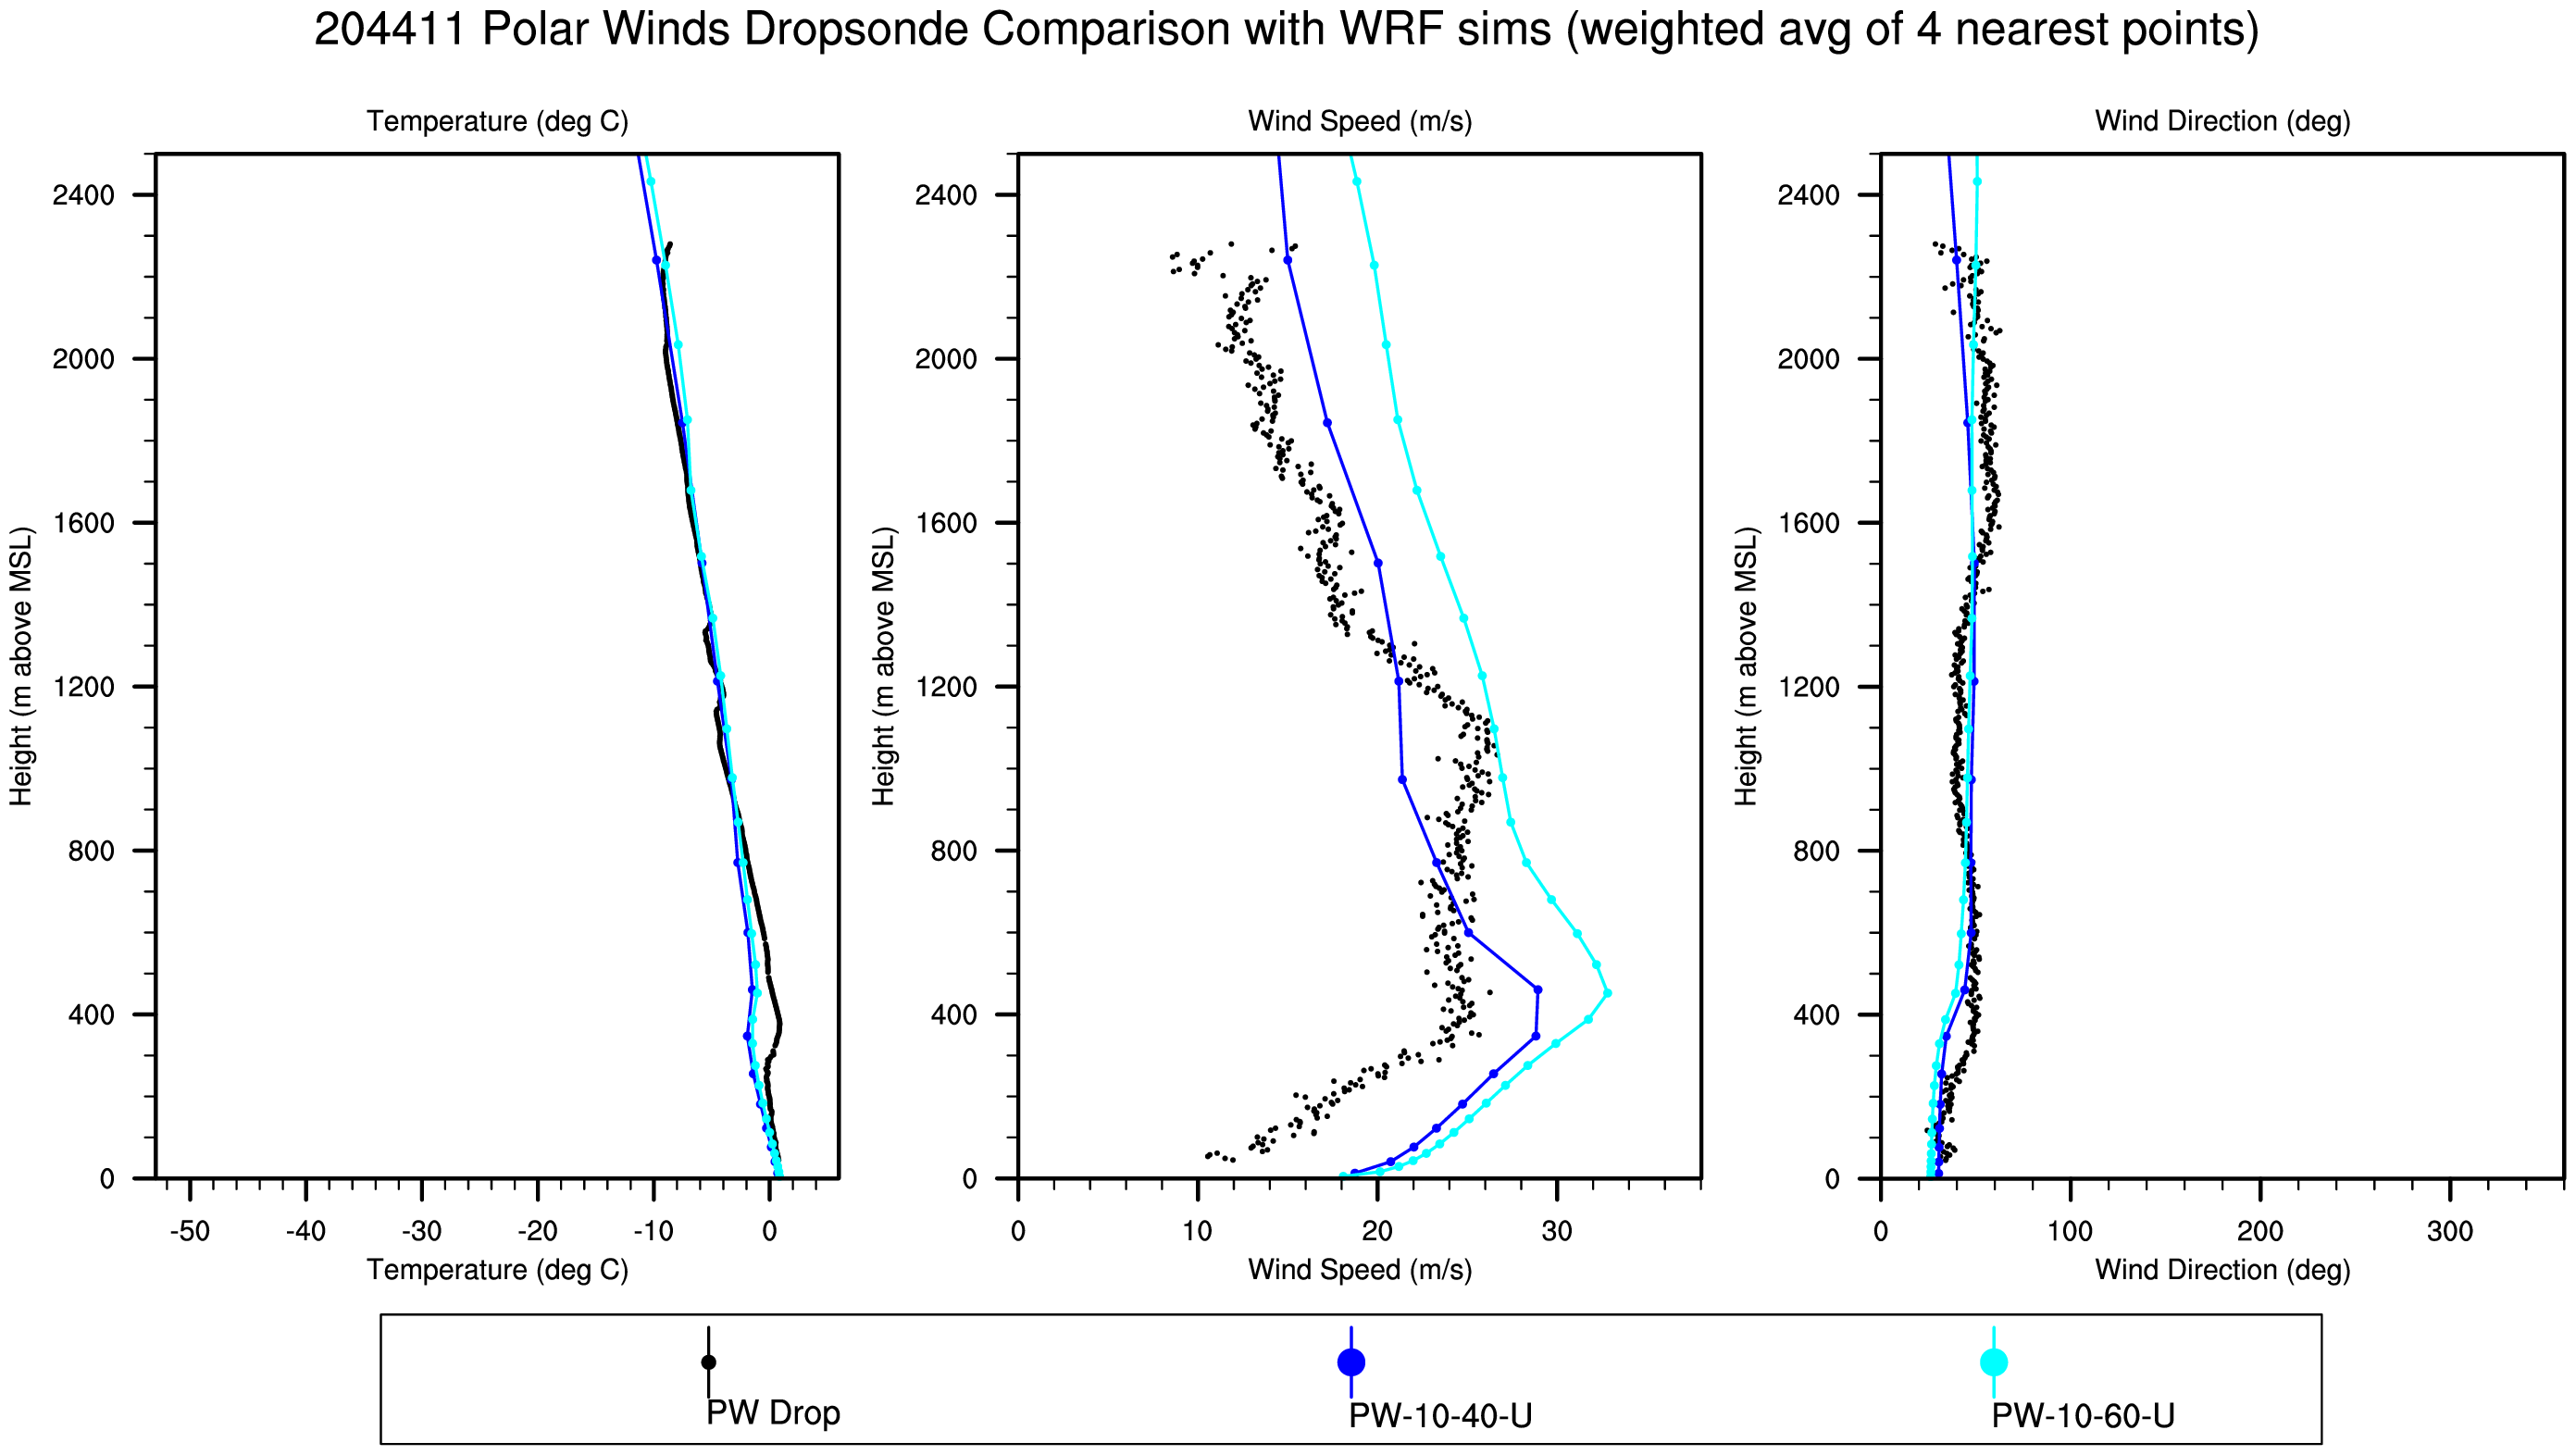 204411 Polar Winds Dropsonde Comparison with WRF sims (weighted avg of 4 nearest points)
Temperature (deg C)
Wind Speed (m/s)
Wind Direction (deg)
Height (m above MSL)
2400
2000
1600
1200
800
400
0
-50 -40 -30 -20 -10 0
Temperature (deg C)
Height (m above MSL)
2400
2000
1600
1200
800
400
0
0 10 20 30
Wind Speed (m/s)
Height (m above MSL)
2400
2000
1600
1200
800
400
0
0 100 200 300
Wind Direction (deg)
PW Drop
PW-10-40-U
PW-10-60-U